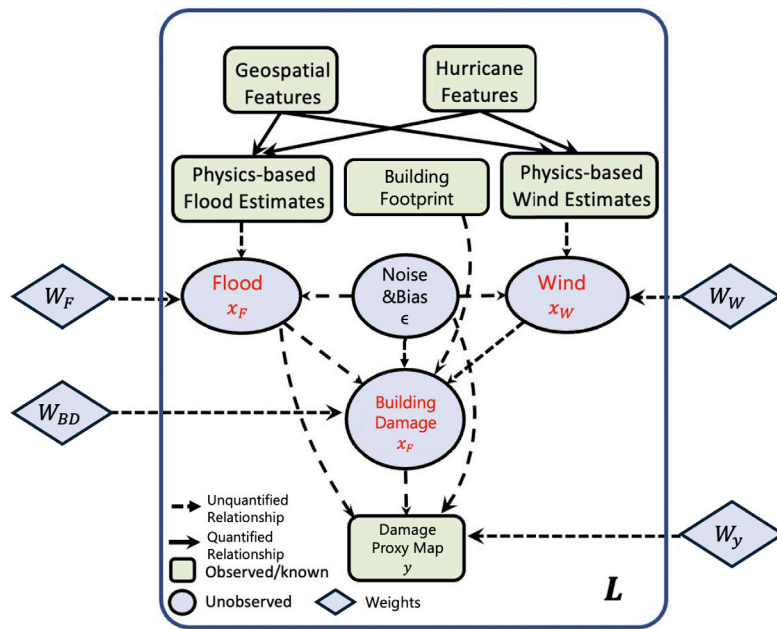 Geospatial
Features
Hurricane
Features
Physics-based
Flood Estimates
Building
Footprint
Physics-based
Wind Estimates
W_F
Flood
x_F
Noise
&Bias
ϵ
Wind
x_W
W_W
W_BD
Building
Damage
x_F
Unquantified
Relationship
Quantified
Relationship
Observed/known
Unobserved
Weights
Damage
Proxy Map
y
W_y
L